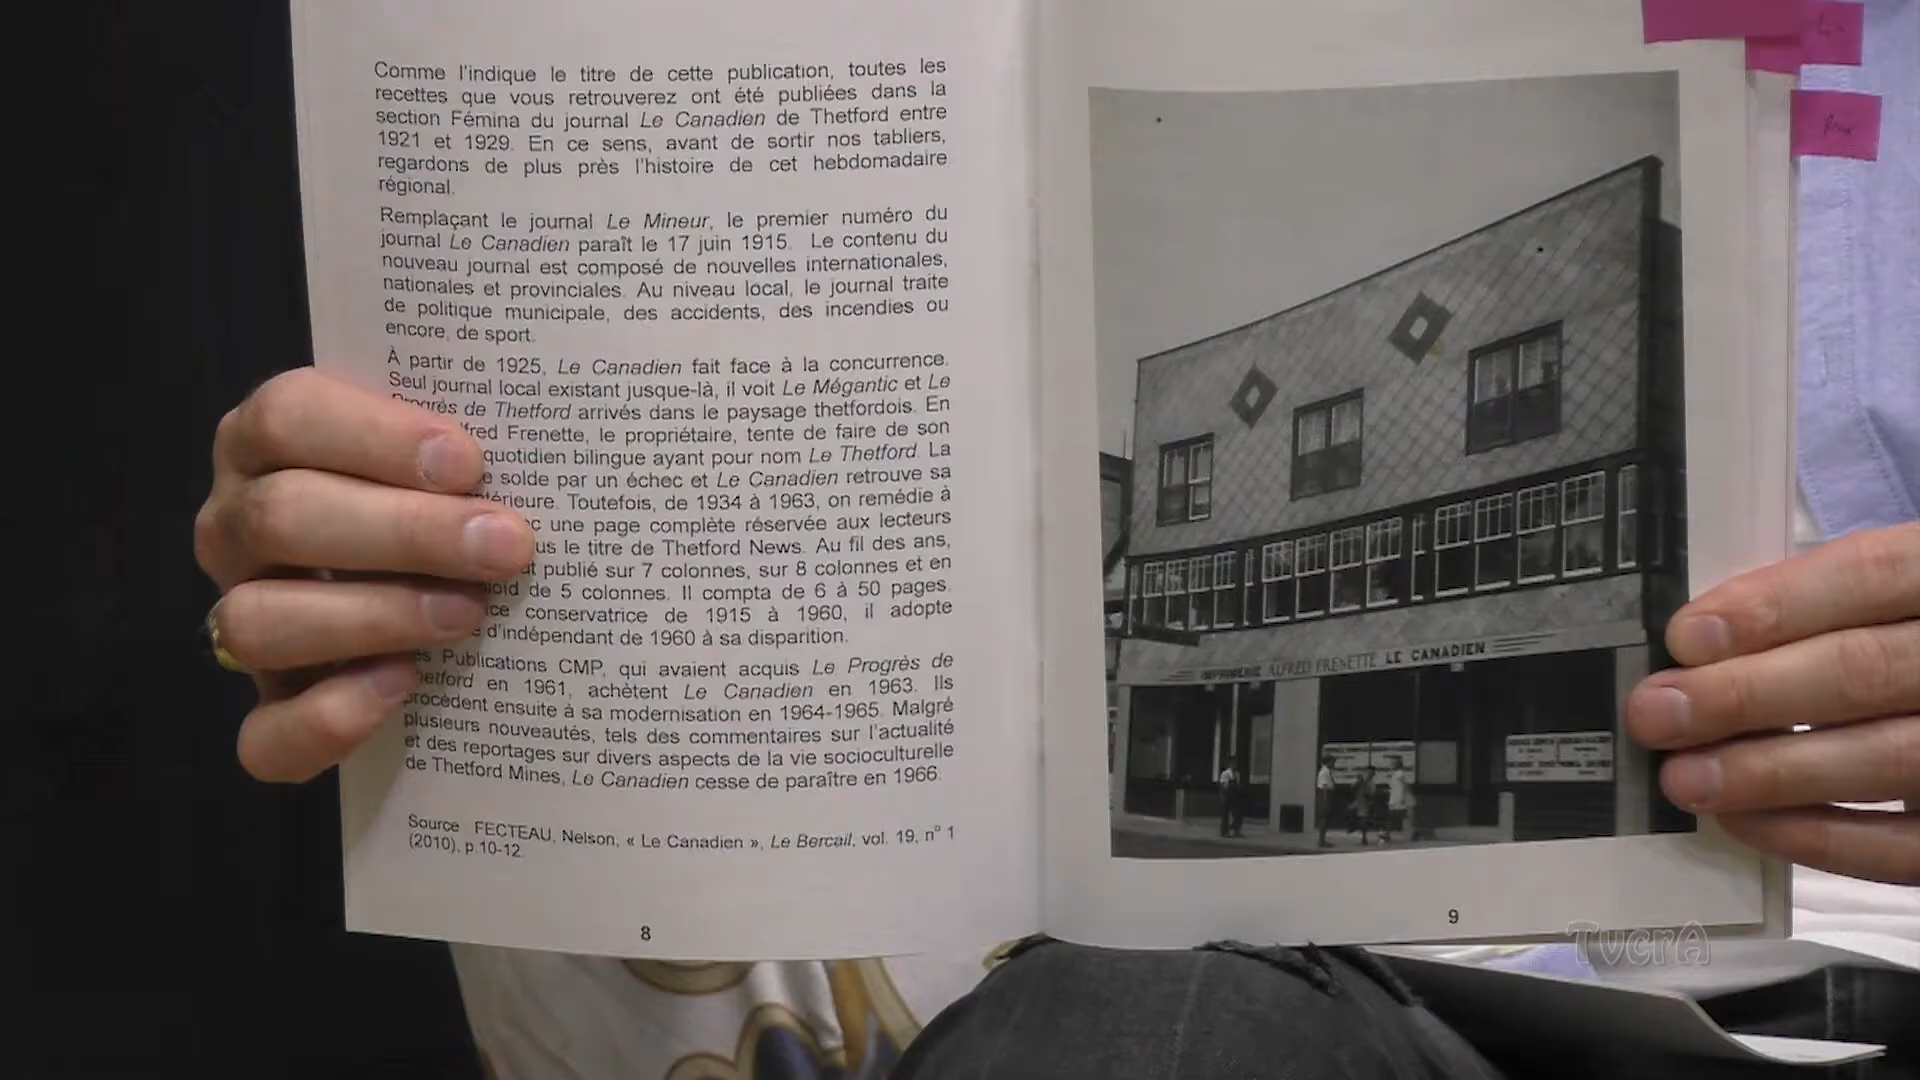 Comme l'indique le titre de cette publication, toutes les
recettes que vous retrouverez ont été publiées dans la
section Fémina du journal Le Canadien de Thetford entre
1921 et 1929. En ce sens, avant de sortir nos tabliers,
regardons de plus près l'histoire de cet hebdomadaire
régional.
Remplaçant le journal Le Mineur, le premier numéro du
journal Le Canadien paraît le 17 juin 1915. Le contenu du
nouveau journal est composé de nouvelles internationales,
nationales et provinciales. Au niveau local, le journal traite
de politique municipale, des accidents, des incendies ou
encore, de sport.
À partir de 1925, Le Canadien fait face à la concurrence.
Seul journal local existant jusque-là, il voit Le Mégantic et Le
Progrès de Thetford arrivés dans le paysage thetfordois. En
Frenette, le propriétaire, tente de faire de son
quotidien bilingue ayant pour nom Le Thetford. La
solde par un échec et Le Canadien retrouve sa
Toutefois, de 1934 à 1963, on remédie à
une page complète réservée aux lecteurs
le titre de Thetford News. Au fil des ans,
publié sur 7 colonnes, sur 8 colonnes et en
de 5 colonnes. Il compta de 6 à 50 pages.
conservatrice de 1915 à 1960, il adopte
d'indépendant de 1960 à sa disparition.
Publications CMP, qui avaient acquis Le Progrès de
Thetford en 1961, achètent Le Canadien en 1963. Ils
procèdent ensuite à sa modernisation en 1964-1965. Malgré
plusieurs nouveautés, tels des commentaires sur l'actualité
et des reportages sur divers aspects de la vie socioculturelle
de Thetford Mines, Le Canadien cesse de paraître en 1966.
Source FECTEAU, Nelson, « Le Canadien », Le Bercail, vol. 19, n° 1
(2010), p.10-12.
8
IMPRIMERIE ALFRED FRENETTE LE CANADIEN
9
TvcrA